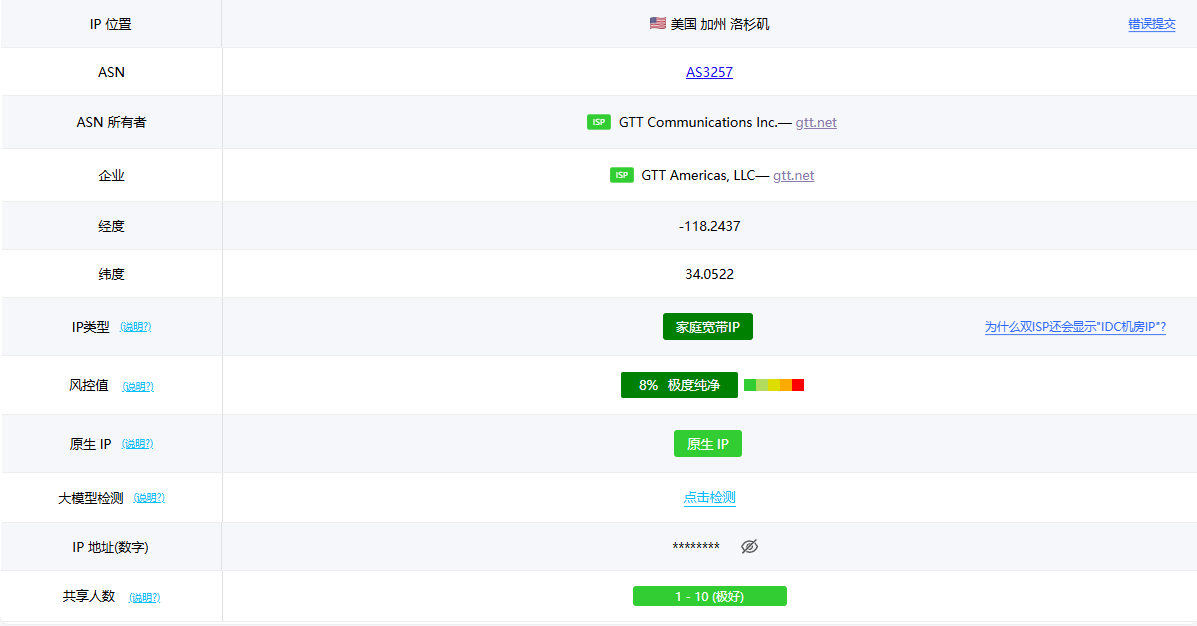 IP 位置 美国 加州 洛杉矶 错误提交
ASN AS3257
ASN 所有者 ISP GTT Communications Inc.— gtt.net
企业 ISP GTT Americas, LLC— gtt.net
经度 -118.2437
纬度 34.0522
IP类型 (说明?) 家庭宽带IP 为什么双ISP还会显示"IDC机房IP"?
风控值 (说明?) 8% 极度纯净
原生 IP (说明?) 原生 IP
大模型检测 (说明?) 点击检测
IP 地址(数字) ********
共享人数 (说明?) 1 - 10 (极好)